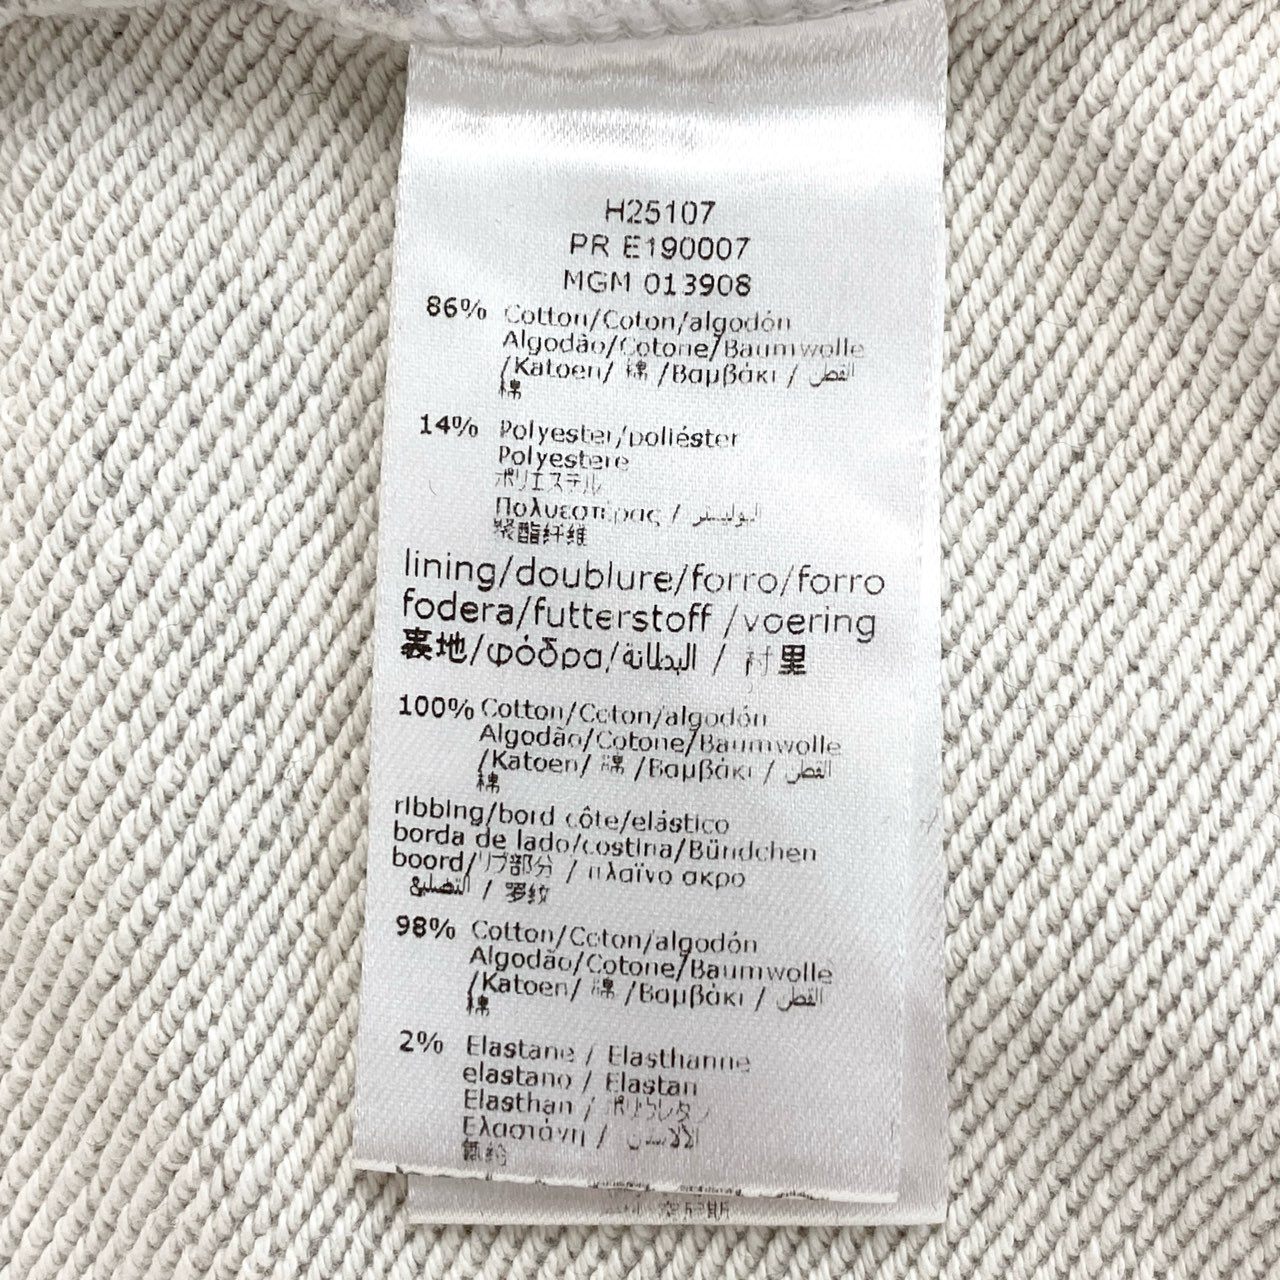 H25107
PR E190007
MGM 013908
86% Cotton/Coton/algodón
Algodão/Cotone/Baumwolle
/Katoen/ 綿 /Βαμβάκι / القطن
棉
14% Polyester/poliéster
Polyestere
ポリエステル
Πολυεστέρας / البوليستر
聚酯纤维
lining/doublure/forro/forro
fodera/futterstoff /voering
裏地/φόδρα/البطانة / 衬里
100% Cotton/Coton/algodón
Algodão/Cotone/Baumwolle
/Katoen/ 綿 /Βαμβάκι / القطن
棉
ribbing/bord côte/elástico
borda de lado/costina/Bündchen
boord/リブ部分 / πλαϊνο ακρο
/ 罗纹
98% Cotton/Coton/algodón
Algodão/Cotone/Baumwolle
/Katoen/ 綿 /Βαμβάκι / القطن
棉
2% Elastane / Elasthanne
elastano / Elastan
Elasthan / ポリウレタン
Ελαστάνη /
氨纶